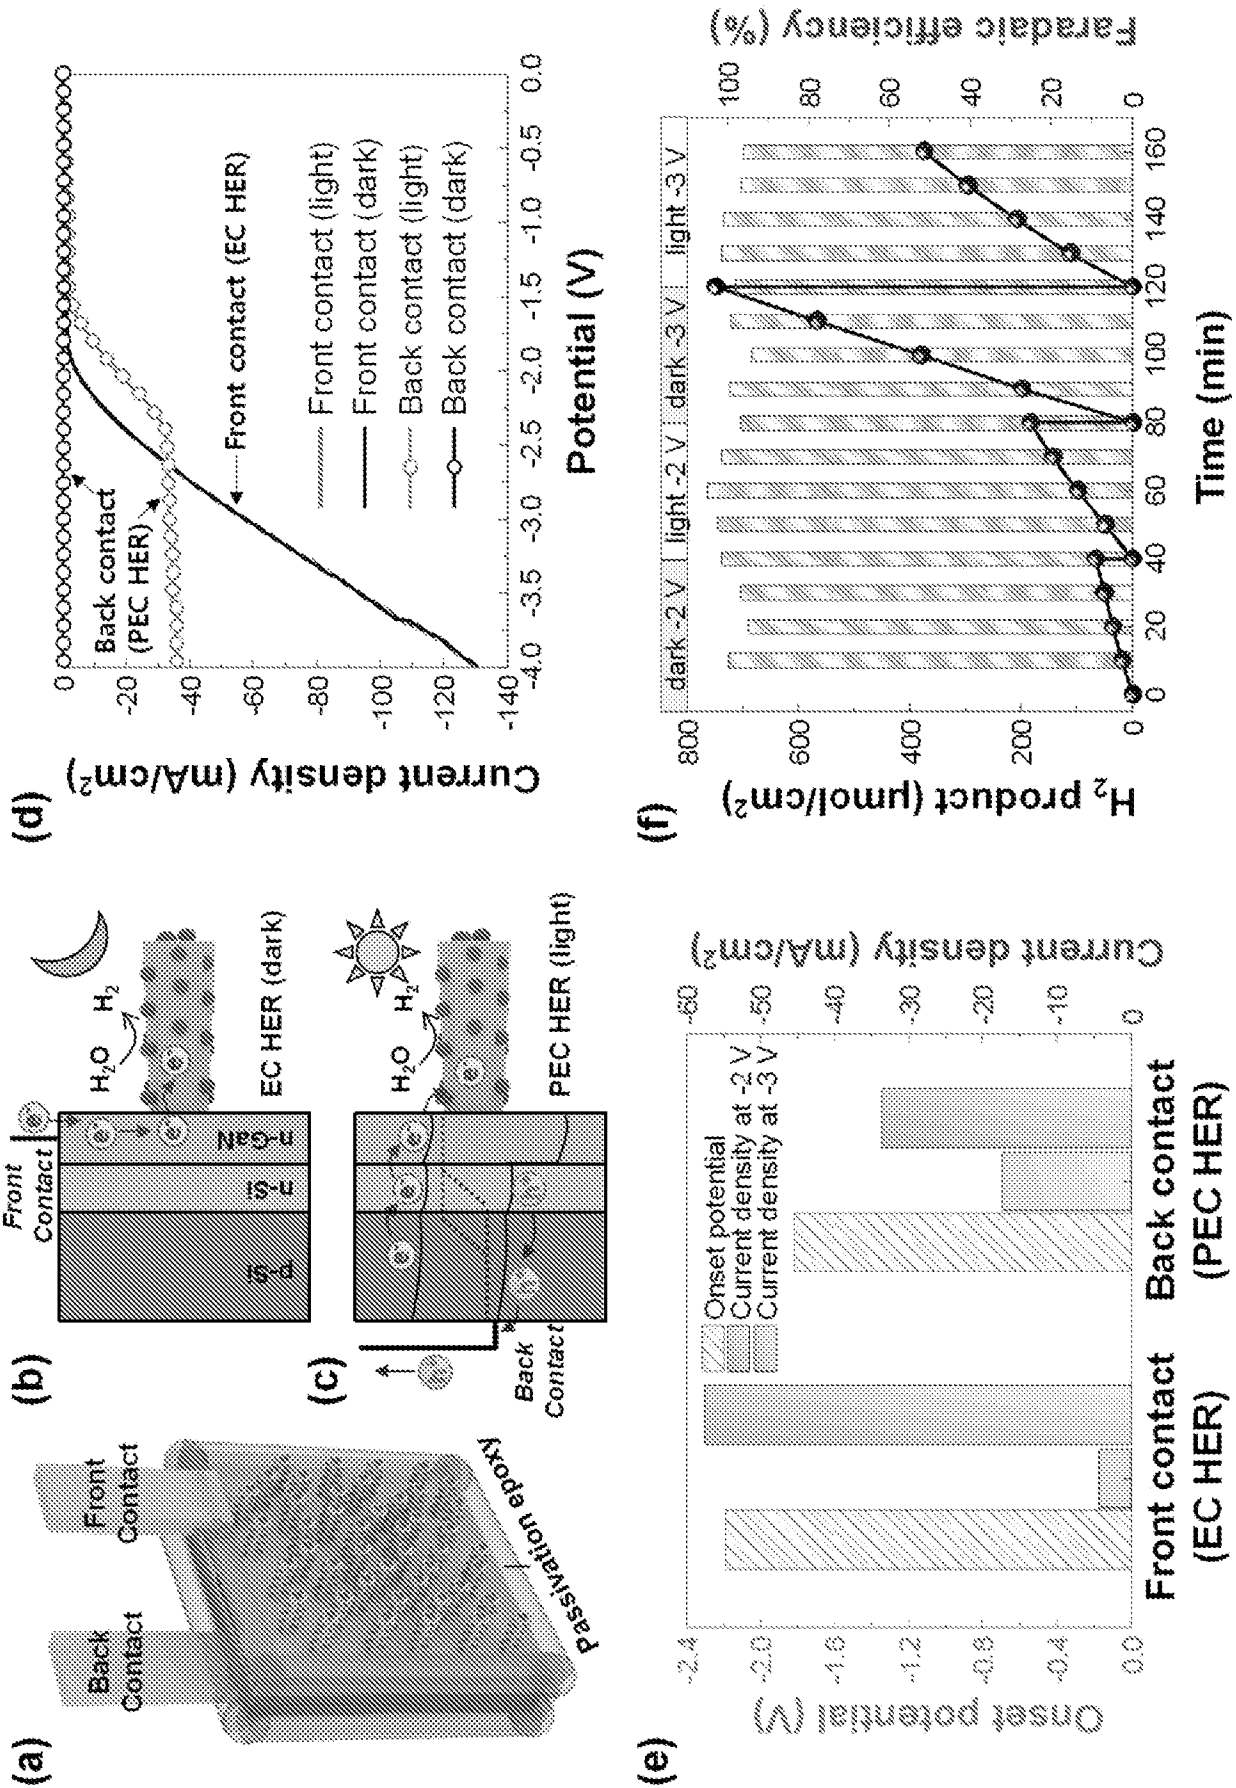 (a)
Back
Contact
Front
Contact
Passivation epoxy
(b)
Front
Contact
e⁻
e⁻
e⁻
e⁻
p-Si
n-Si
n-GaN
H₂O
H₂
EC HER (dark)
(c)
Back
Contact
e⁻
e⁻
e⁻
e⁻
H₂O
H₂
PEC HER (light)
(d)
Current density (mA/cm²)
0
-20
-40
-60
-80
-100
-120
-140
Back contact
(PEC HER)
Front contact (EC HER)
Front contact (light)
Front contact (dark)
Back contact (light)
Back contact (dark)
-4.0
-3.5
-3.0
-2.5
-2.0
-1.5
-1.0
-0.5
0.0
Potential (V)
(e)
Onset potential (V)
-2.4
-2.0
-1.6
-1.2
-0.8
-0.4
0.0
Onset potential
Current density at -2 V
Current density at -3 V
-60
-50
-40
-30
-20
-10
0
Current density (mA/cm²)
Front contact
(EC HER)
Back contact
(PEC HER)
(f)
H₂ product (µmol/cm²)
800
600
400
200
0
dark -2 V
light -2 V
dark -3 V
light -3 V
100
80
60
40
20
0
Faradaic efficiency
(%)
0
20
40
60
80
100
120
140
160
Time (min)